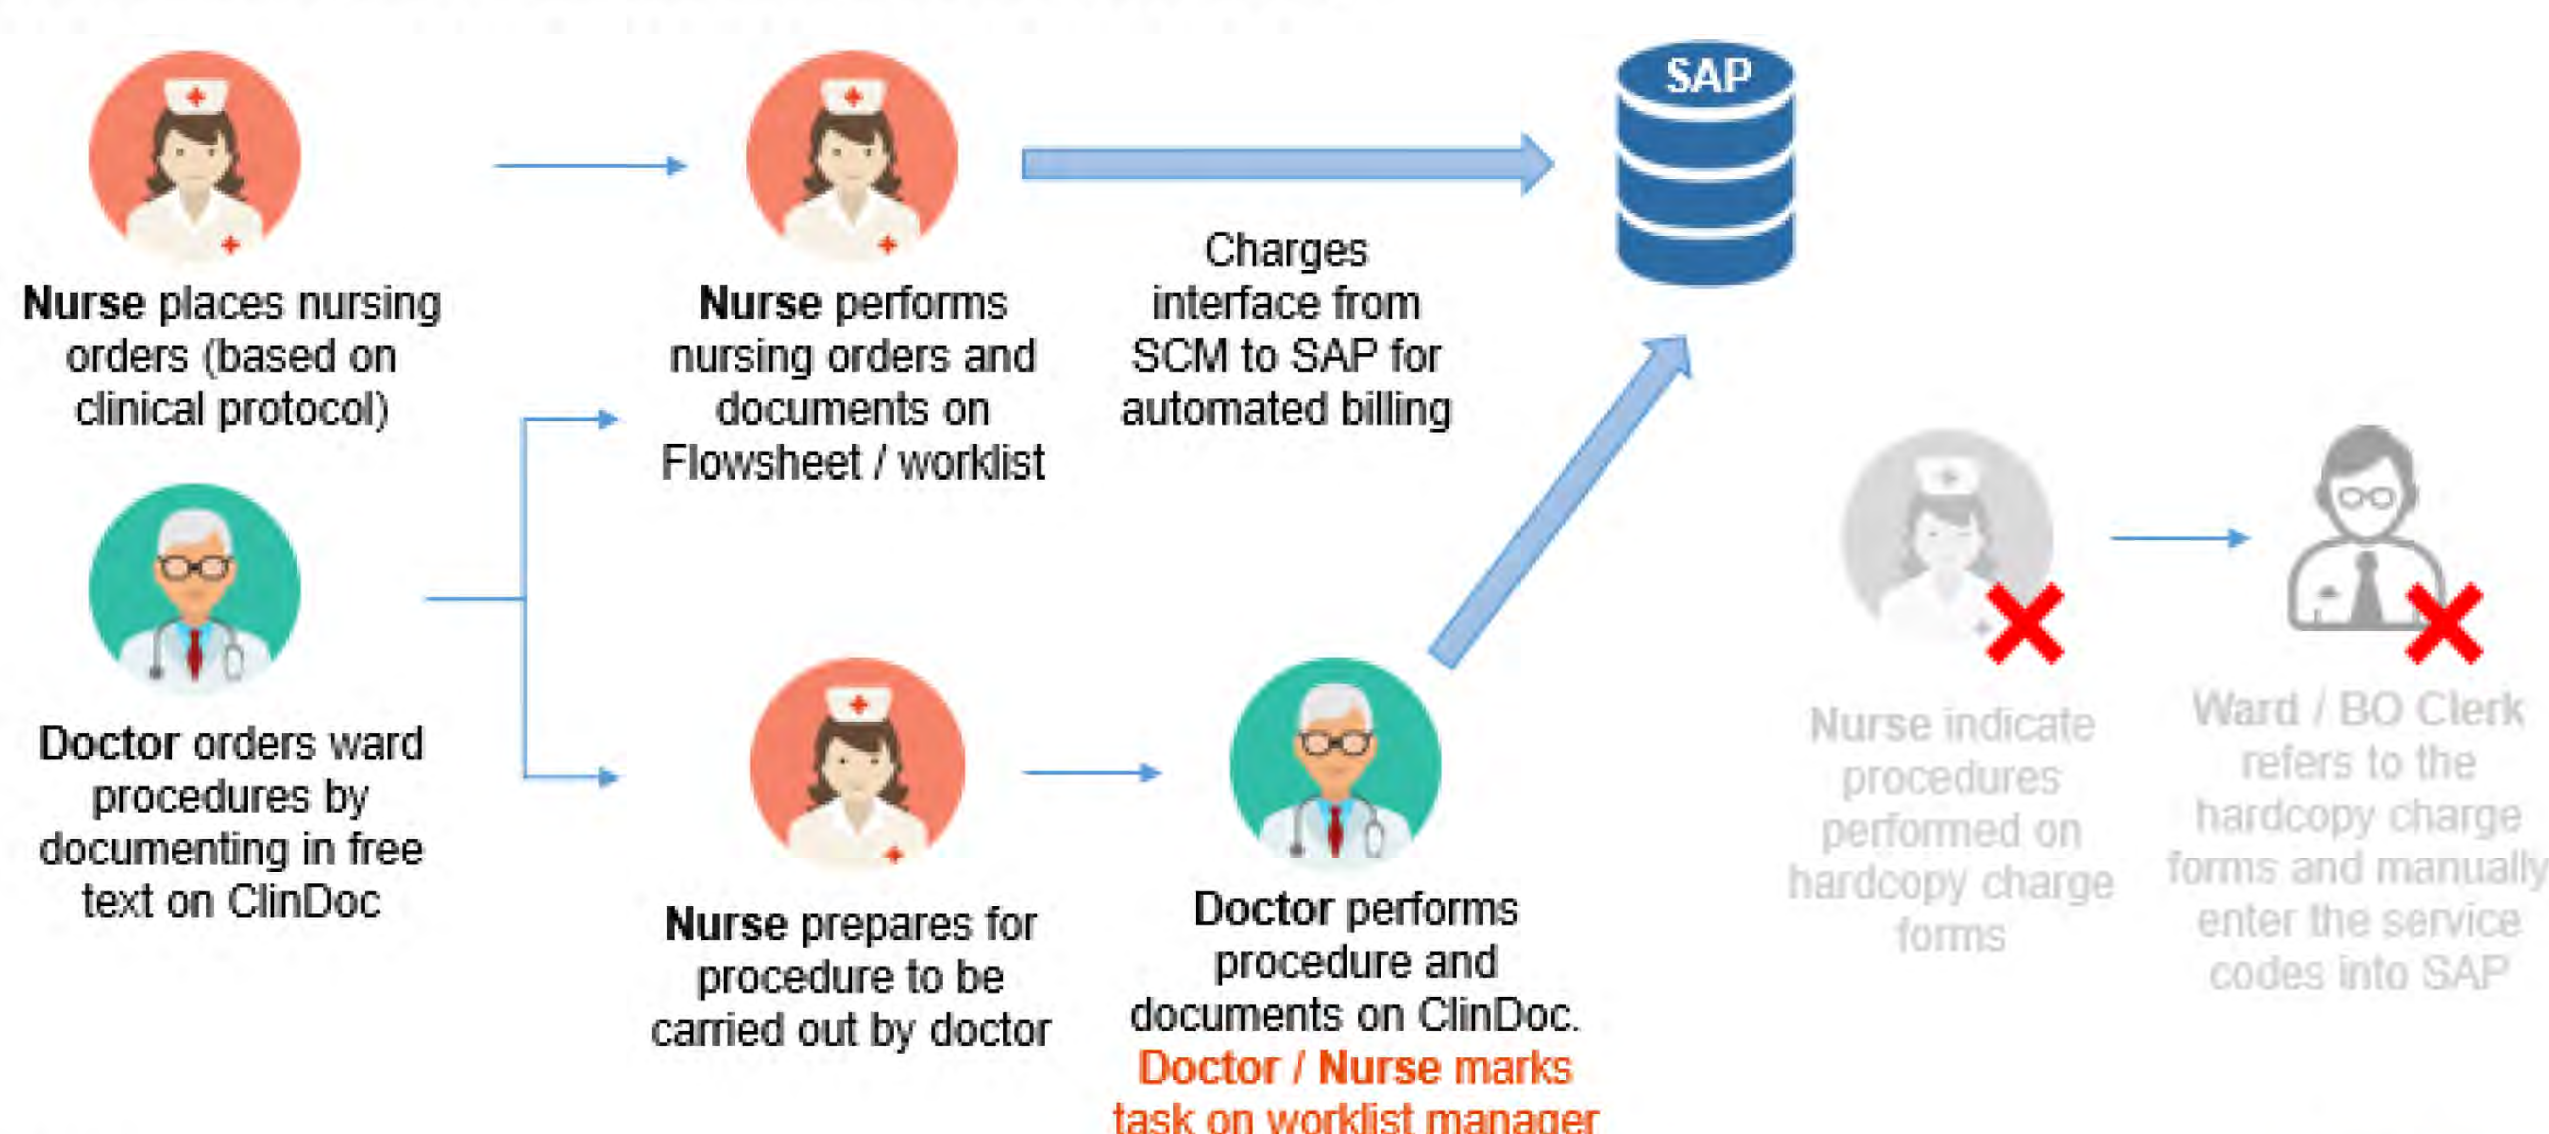 SAP
Nurse places nursing
orders (based on
clinical protocol)
Nurse performs
nursing orders and
documents on
Flowsheet / worklist
Charges
interface from
SCM to SAP for
automated billing
Doctor orders ward
procedures by
documenting in free
text on ClinDoc
Nurse prepares for
procedure to be
carried out by doctor
Doctor performs
procedure and
documents on ClinDoc.
Doctor / Nurse marks
task on worklist manager
Nurse indicate
procedures
performed on
hardcopy charge
forms
Ward / BO Clerk
refers to the
hardcopy charge
forms and manually
enter the service
codes into SAP